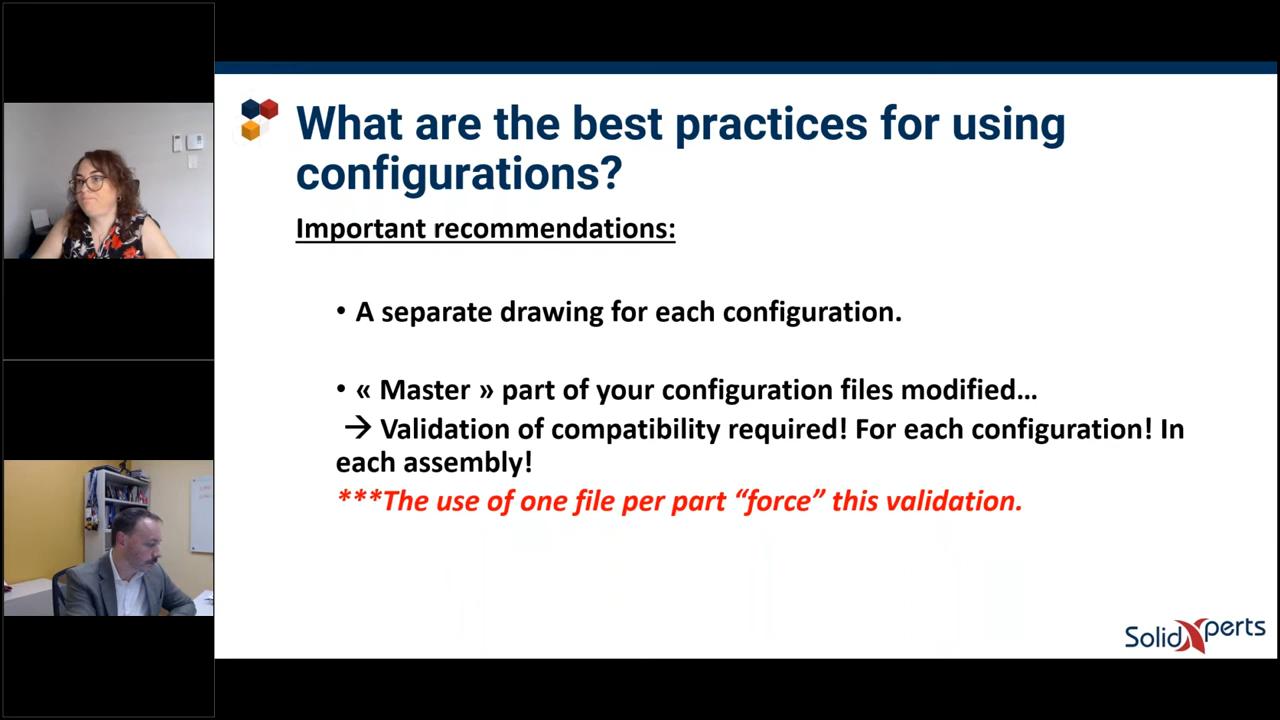 What are the best practices for using
configurations?
Important recommendations:
• A separate drawing for each configuration.
• « Master » part of your configuration files modified…
→ Validation of compatibility required! For each configuration! In
each assembly!
***The use of one file per part “force” this validation.
SolidXperts